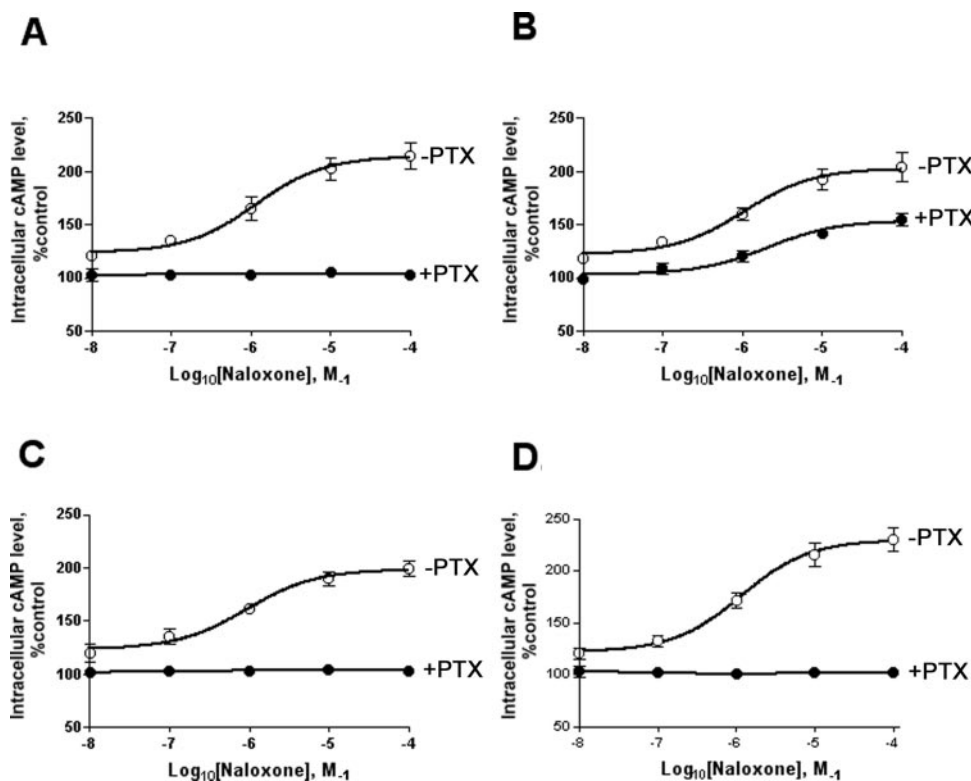 A
Intracellular cAMP level,
%control
250
200
150
100
50
-PTX
+PTX
-8
-7
-6
-5
-4
Log10[Naloxone], M-1
B
Intracellular cAMP level,
%control
250
200
150
100
50
-PTX
+PTX
-8
-7
-6
-5
-4
Log10[Naloxone], M-1
C
Intracellular cAMP level,
%control
250
200
150
100
50
-PTX
+PTX
-8
-7
-6
-5
-4
Log10[Naloxone], M-1
D
Intracellular cAMP level,
%control
250
200
150
100
50
-PTX
+PTX
-8
-7
-6
-5
-4
Log10[Naloxone], M-1